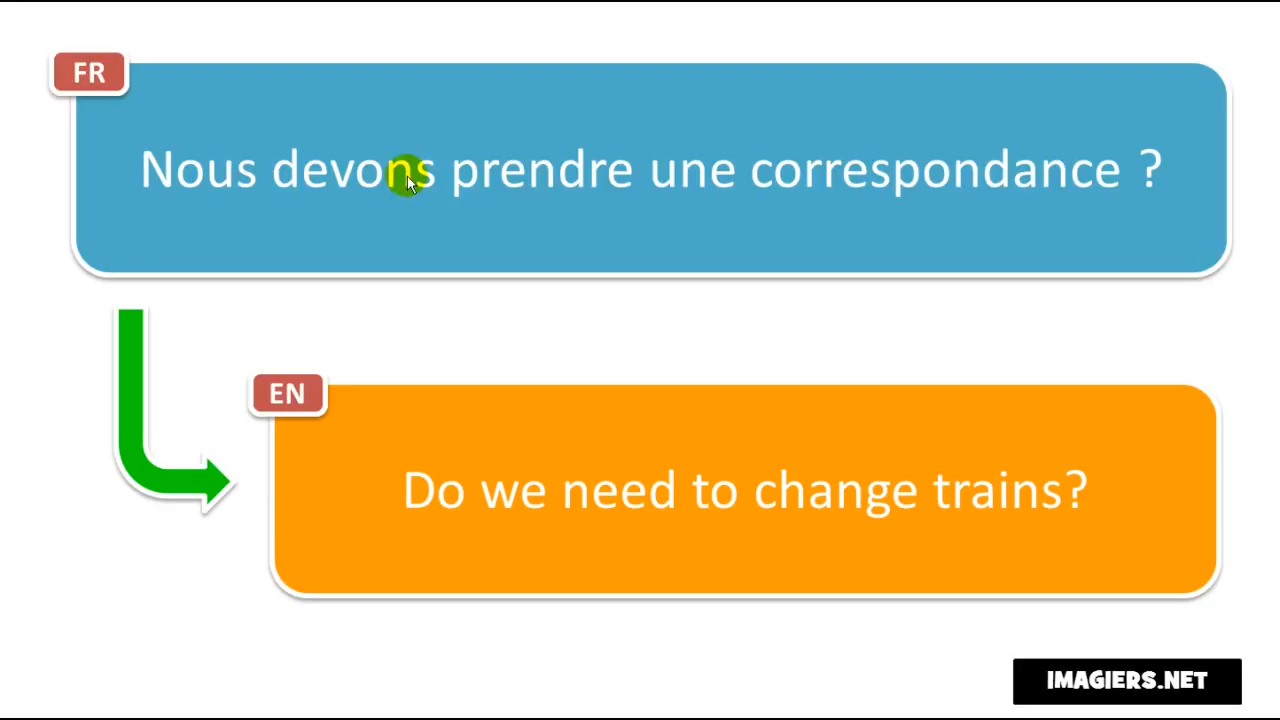 FR
Nous devons prendre une correspondance ?
EN
Do we need to change trains?
IMAGIERS.NET